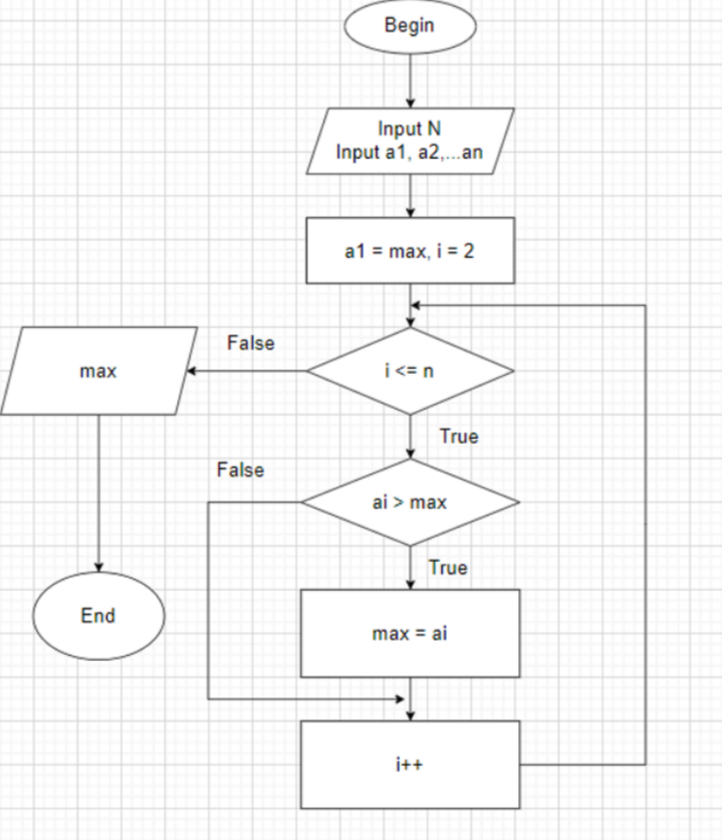 Begin
Input N
Input a1, a2,...an
a1 = max, i = 2
i <= n
False
max
True
ai > max
False
True
max = ai
i++
End